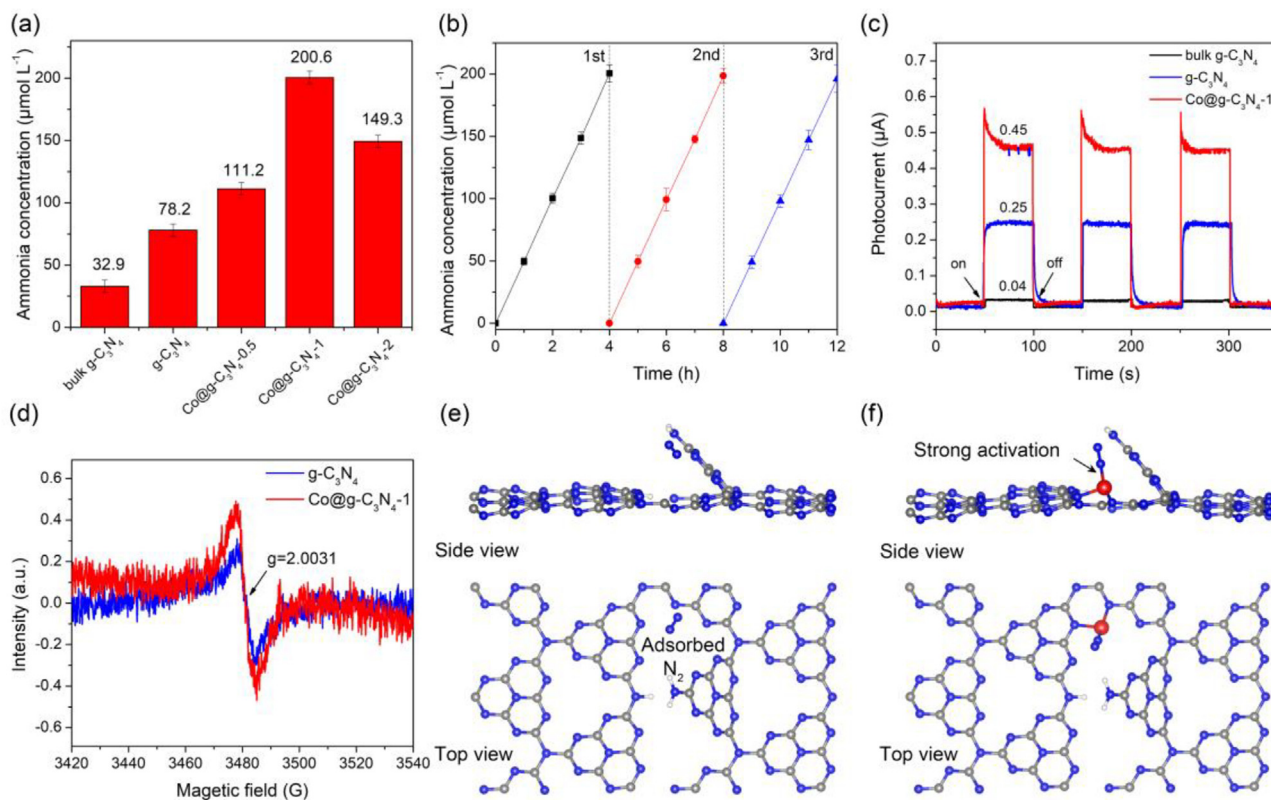 (a)
Ammonia concentration (μmol L⁻¹)
200
150
100
50
0
32.9
78.2
111.2
200.6
149.3
bulk g-C₃N₄
g-C₃N₄
Co@g-C₃N₄-0.5
Co@g-C₃N₄-1
Co@g-C₃N₄-2
(b)
Ammonia concentration (μmol L⁻¹)
200
150
100
50
0
1st
2nd
3rd
0 2 4 6 8 10 12
Time (h)
(c)
Photocurrent (μA)
0.7
0.6
0.5
0.4
0.3
0.2
0.1
0.0
bulk g-C₃N₄
g-C₃N₄
Co@g-C₃N₄-1
0.45
0.25
0.04
on
off
0 100 200 300
Time (s)
(d)
Intensity (a.u.)
0.6
0.4
0.2
0.0
-0.2
-0.4
-0.6
g-C₃N₄
Co@g-C₃N₄-1
g=2.0031
3420 3440 3460 3480 3500 3520 3540
Magetic field (G)
(e)
Side view
Adsorbed
N₂
Top view
(f)
Strong activation
Side view
Top view